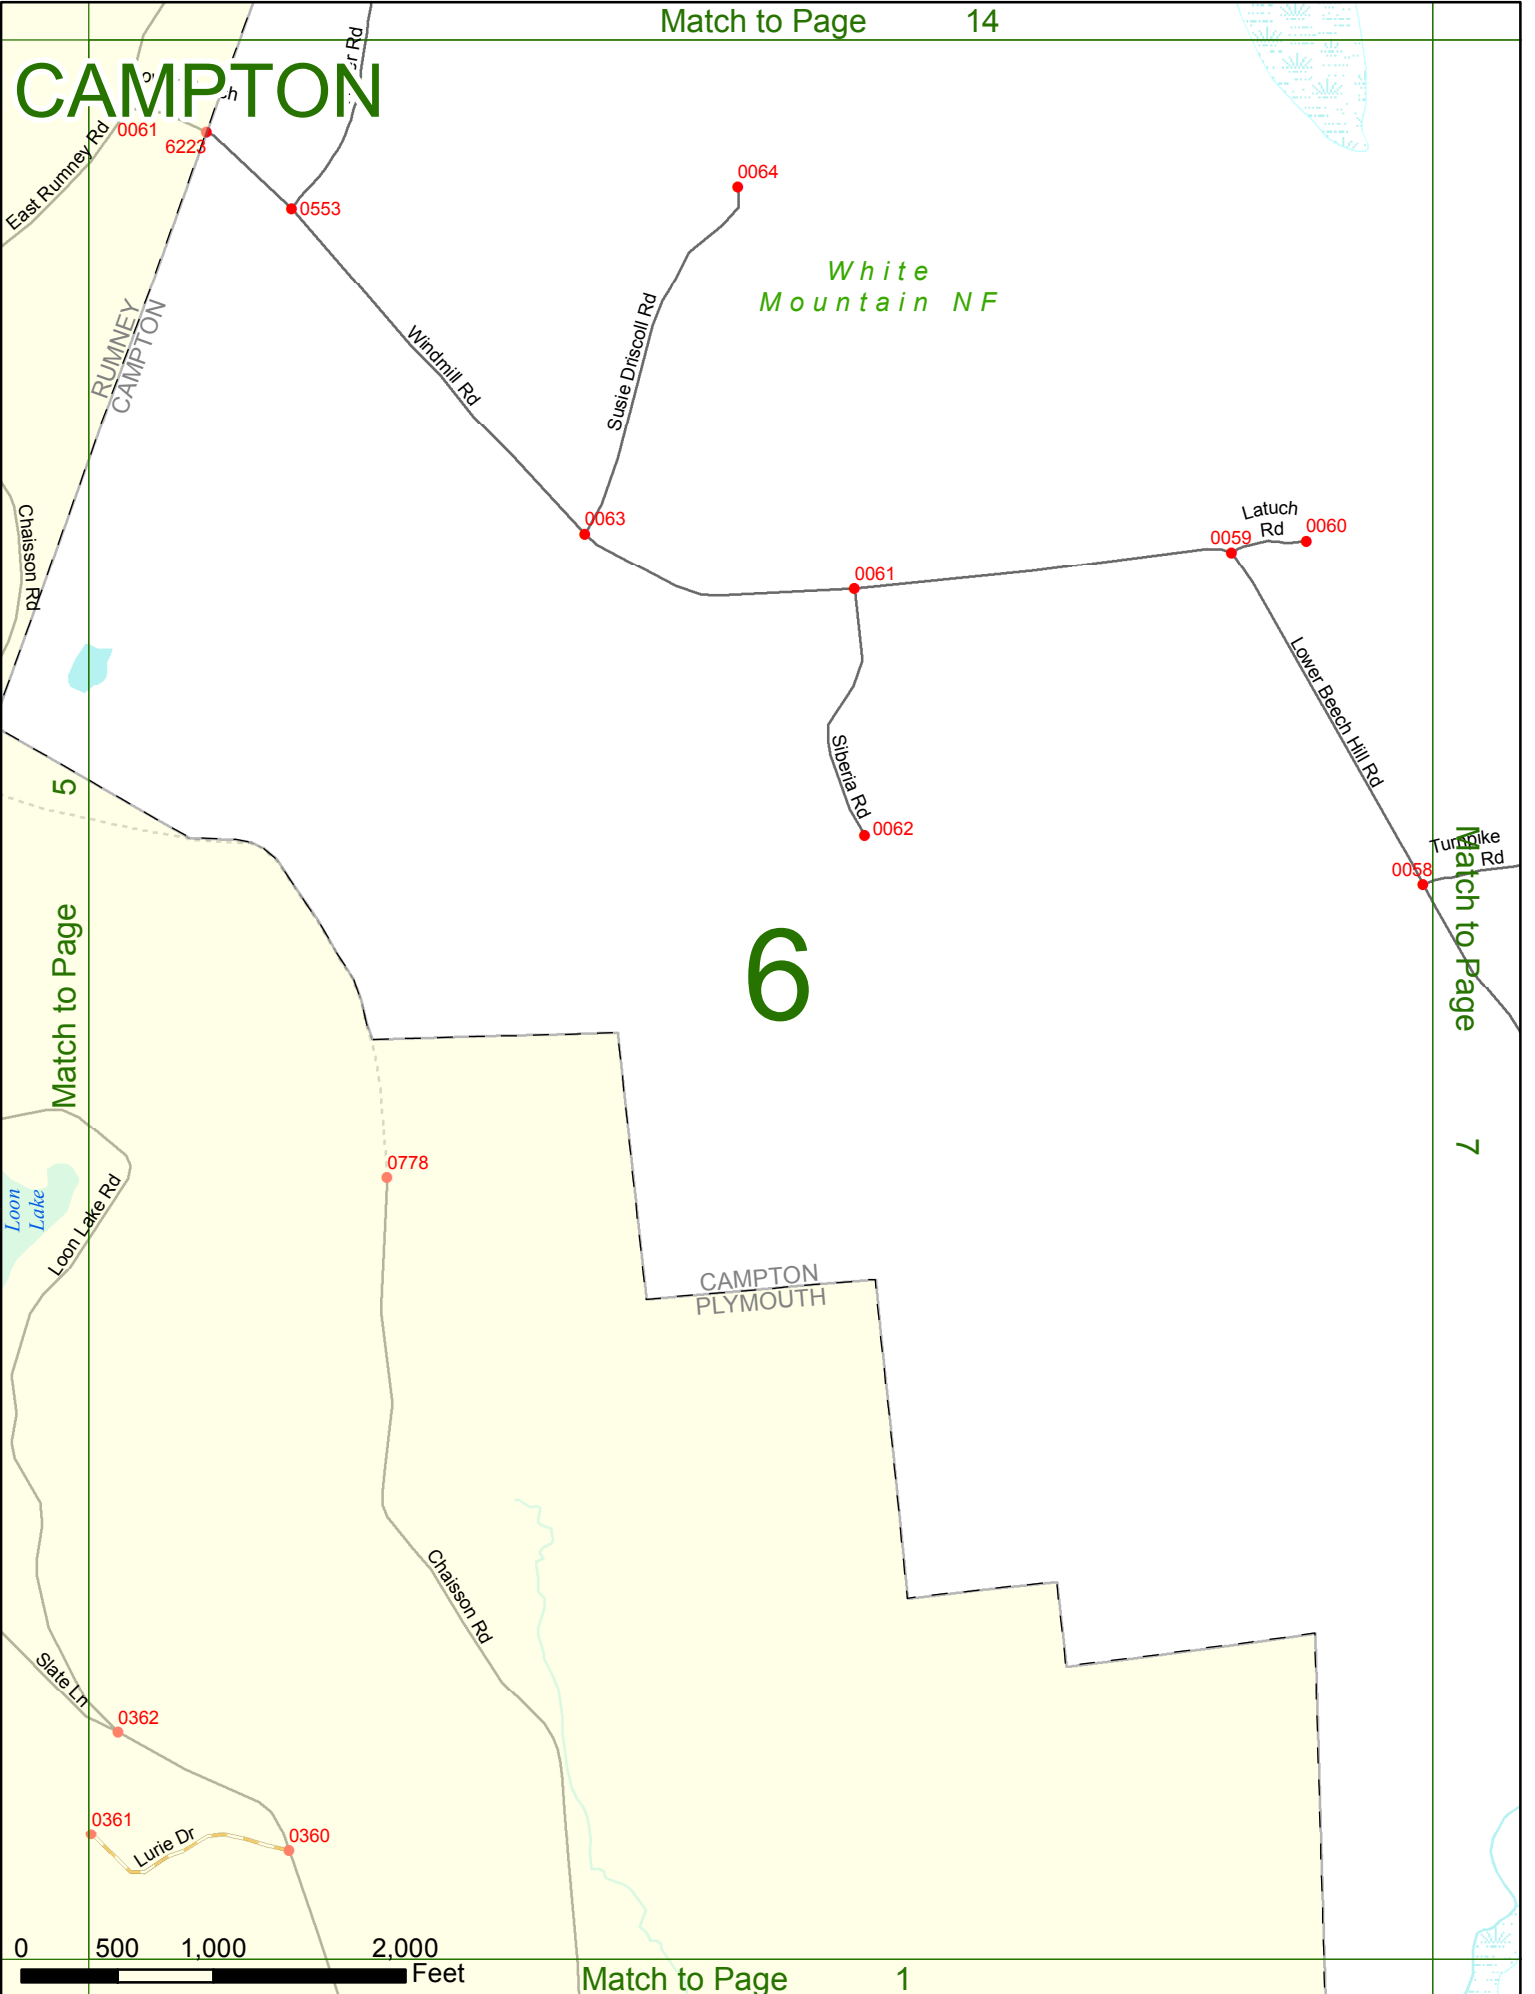 Match to Page 14
CAMPTON
0061
6223
East Rumney Rd
0553
0064
White
Mountain NF
RUMNEY
CAMPTON
Windmill Rd
Susie Driscoll Rd
Chaisson Rd
0063
Latuch
Rd
0060
0059
0061
Lower Beech Hill Rd
Siberia Rd
0062
5
Match to Page
Turnpike
Rd
0058
Match to Page
7
6
Loon
Lake
Loon Lake Rd
0778
CAMPTON
PLYMOUTH
Chaisson Rd
Slate Ln
0362
0361
Lurie Dr
0360
0 500 1,000 2,000
Feet
Match to Page 1